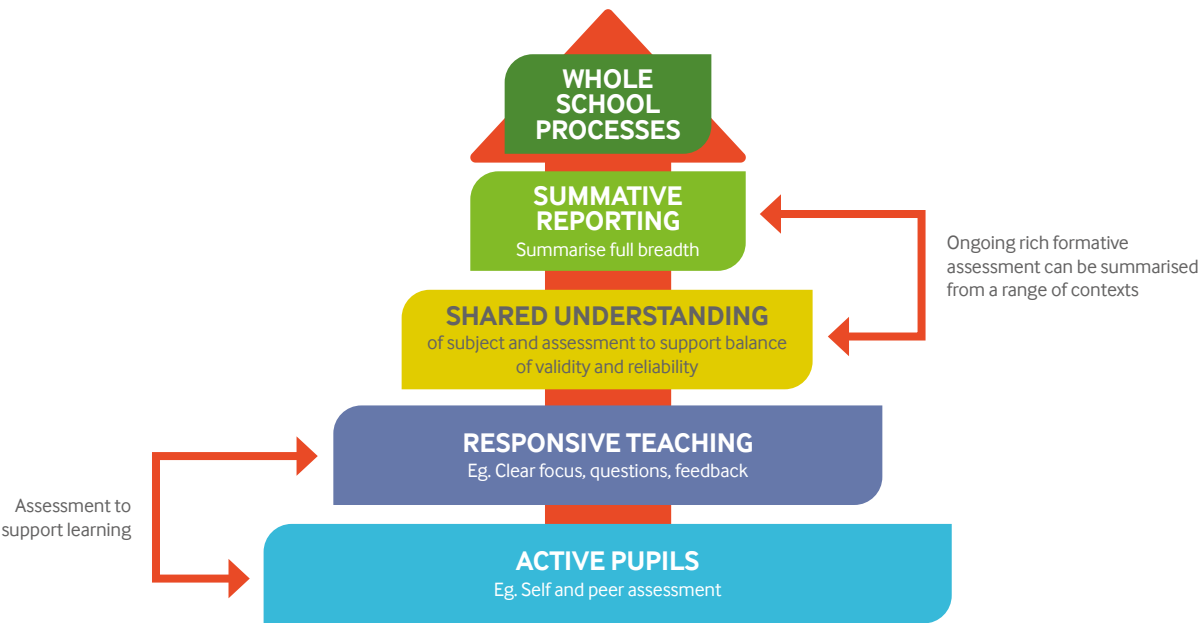 WHOLE
SCHOOL
PROCESSES
SUMMATIVE
REPORTING
Summarise full breadth
Ongoing rich formative
assessment can be summarised
from a range of contexts
SHARED UNDERSTANDING
of subject and assessment to support balance
of validity and reliability
RESPONSIVE TEACHING
Eg. Clear focus, questions, feedback
Assessment to
support learning
ACTIVE PUPILS
Eg. Self and peer assessment